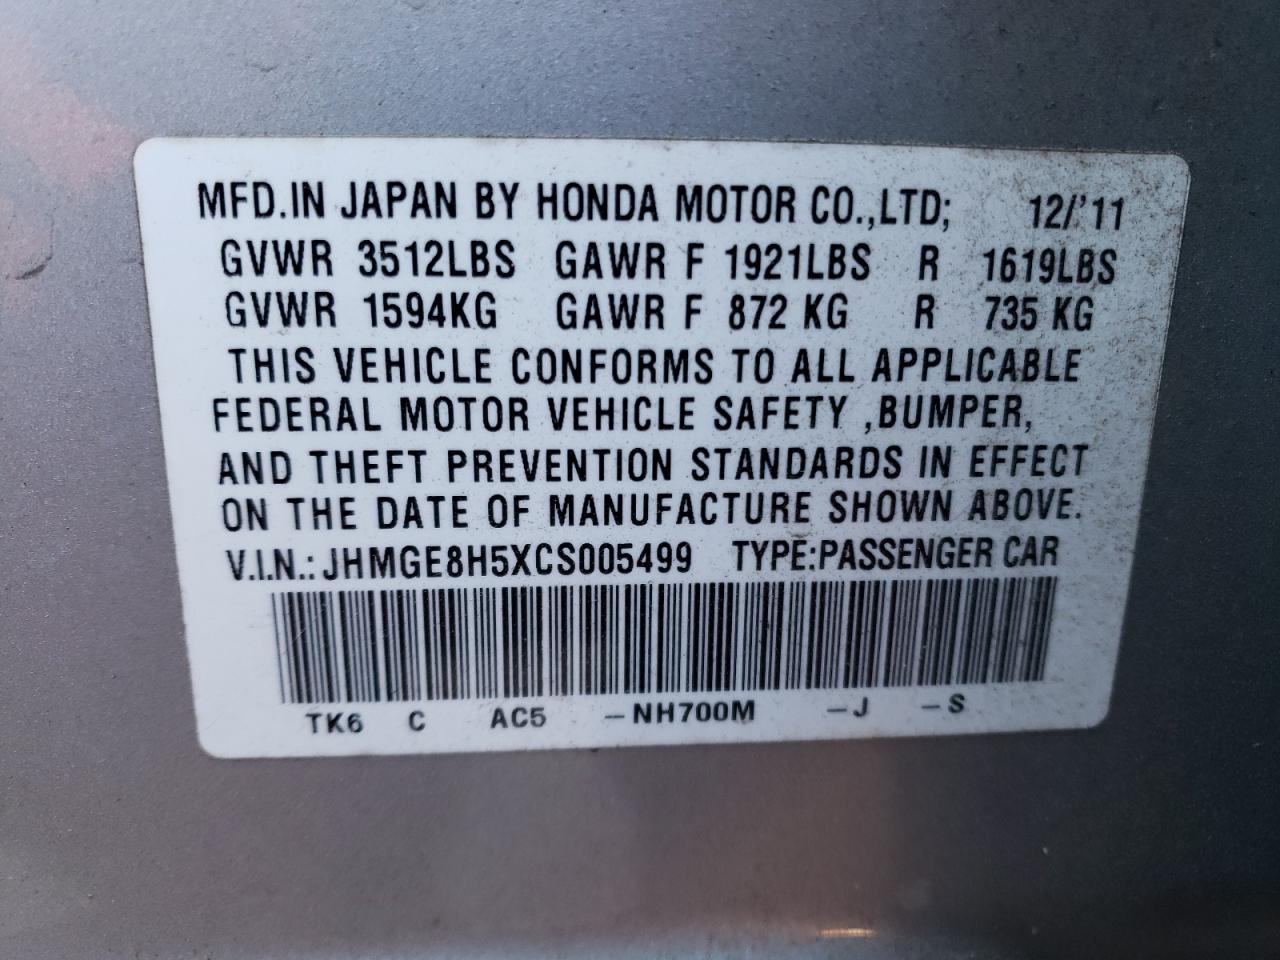 MFD.IN JAPAN BY HONDA MOTOR CO.,LTD; 12/'11
GVWR 3512LBS GAWR F 1921LBS R 1619LBS
GVWR 1594KG GAWR F 872 KG R 735 KG
THIS VEHICLE CONFORMS TO ALL APPLICABLE
FEDERAL MOTOR VEHICLE SAFETY ,BUMPER,
AND THEFT PREVENTION STANDARDS IN EFFECT
ON THE DATE OF MANUFACTURE SHOWN ABOVE.
V.I.N.: JHMGE8H5XCS005499 TYPE:PASSENGER CAR
TK6 C AC5 -NH700M -J -S